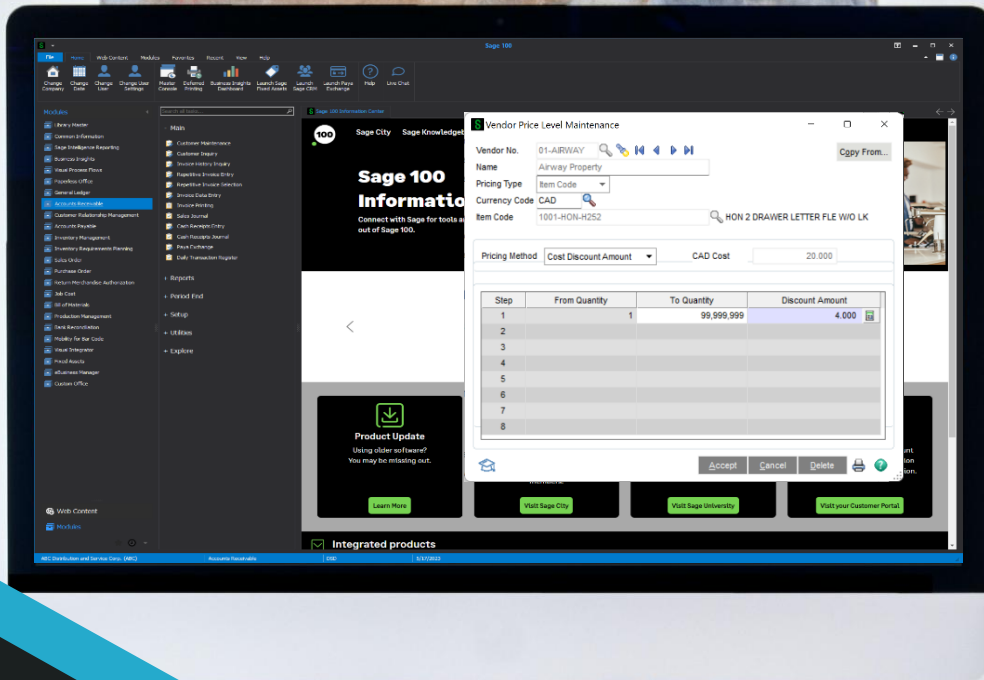 Sage 100
File Home Web Content Modules Favorites Recent View Help
Change Company
Change Date
Change User
Change User Settings
Master Console
Deferred Printing
Business Insights Dashboard
Launch Sage Fixed Assets
Launch Sage CRM
Launch Paya Exchange
Help
Live Chat
Modules
Library Master
Common Information
Sage Intelligence Reporting
Business Insights
Visual Process Flows
Paperless Office
General Ledger
Accounts Receivable
Customer Relationship Management
Accounts Payable
Inventory Management
Inventory Requirements Planning
Sales Order
Purchase Order
Return Merchandise Authorization
Job Cost
Bill of Materials
Production Management
Bank Reconciliation
Mobility for Bar Code
Visual Integrator
Fixed Assets
eBusiness Manager
Custom Office
Web Content
Modules
Search all tasks...
Main
Customer Maintenance
Customer Inquiry
Invoice History Inquiry
Repetitive Invoice Entry
Repetitive Invoice Selection
Invoice Data Entry
Invoice Printing
Sales Journal
Cash Receipts Entry
Cash Receipts Journal
Paya Exchange
Daily Transaction Register
+ Reports
+ Period End
+ Setup
+ Utilities
+ Explore
Sage 100 Information Center
100 Sage City Sage Knowledgeb
Sage 100
Informatio
Connect with Sage for tools a
out of Sage 100.
S Vendor Price Level Maintenance
Vendor No. 01-AIRWAY Copy From...
Name Airway Property
Pricing Type Item Code
Currency Code CAD
Item Code 1001-HON-H252 HON 2 DRAWER LETTER FLE W/O LK
Pricing Method Cost Discount Amount CAD Cost 20.000
Step From Quantity To Quantity Discount Amount
1 1 99,999,999 4.000
2
3
4
5
6
7
8
Accept Cancel Delete
Product Update
Using older software?
You may be missing out.
Learn More
members.
Visit Sage City
Visit Sage University
Visit your Customer Portal
Integrated products
ABC Distribution and Service Corp. (ABC) Accounts Receivable 5/17/2023